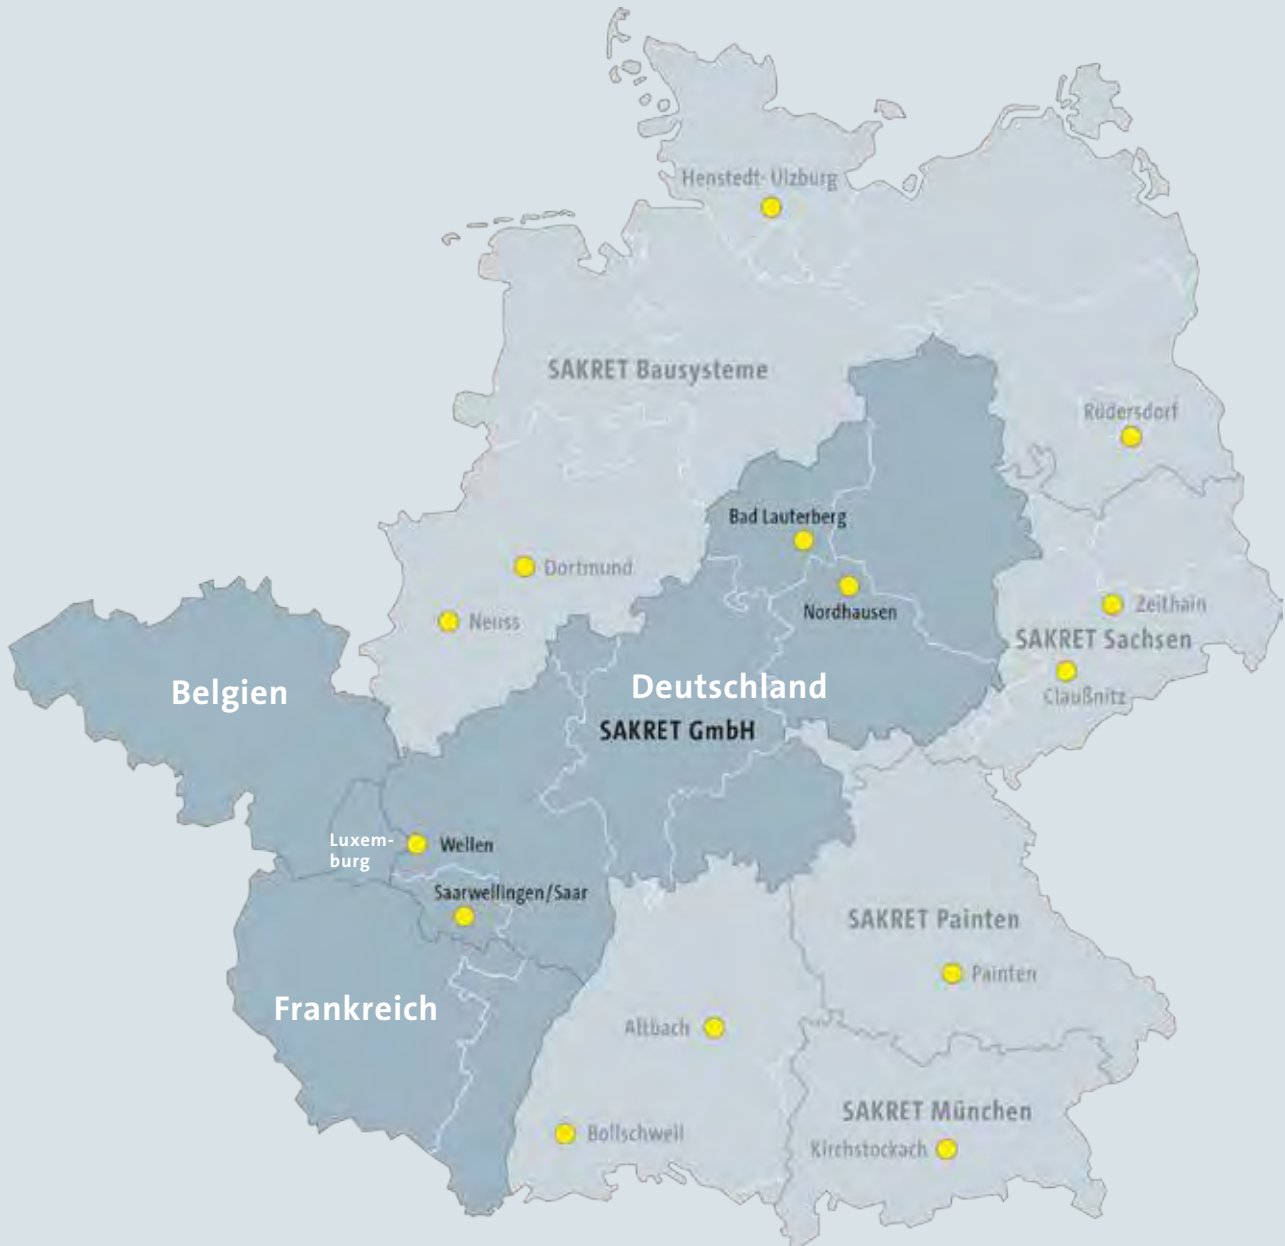 Henstedt-Ulzburg
SAKRET Bausysteme
Rüdersdorf
Bad Lauterberg
Dortmund
Nordhausen
Zeithain
Neuss
SAKRET Sachsen
Belgien
Deutschland
Claußnitz
SAKRET GmbH
Luxem-
burg
Wellen
Saarwellingen/Saar
SAKRET Painten
Painten
Frankreich
Altbach
SAKRET München
Bollschweil
Kirchstockach